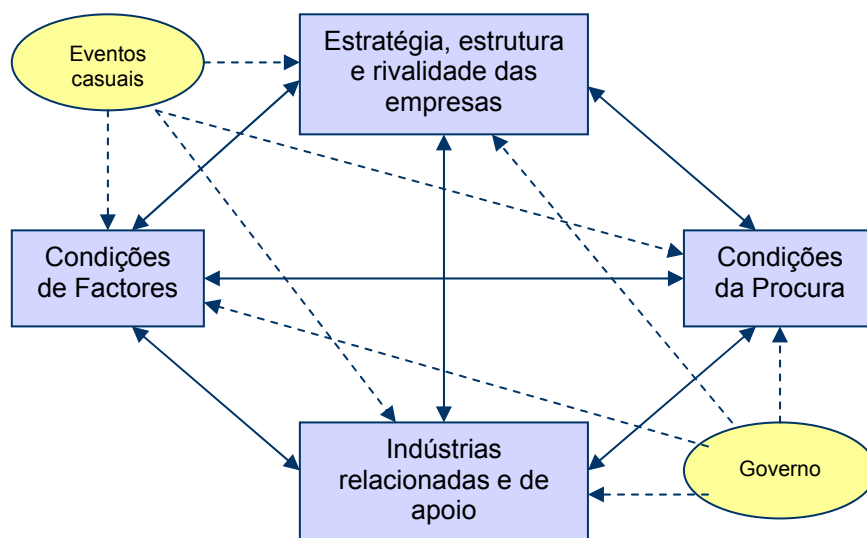 Eventos
casuais
Estratégia, estrutura
e rivalidade das
empresas
Condições
de Factores
Condições
da Procura
Indústrias
relacionadas e de
apoio
Governo